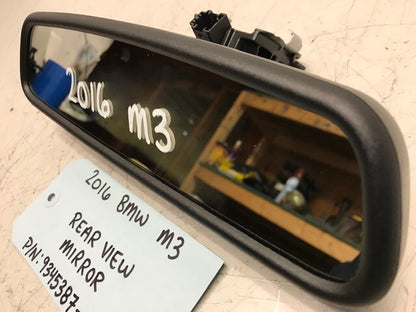 2016 M3
2016 BMW M3
REAR VIEW
MIRROR
P/N: 9345387-